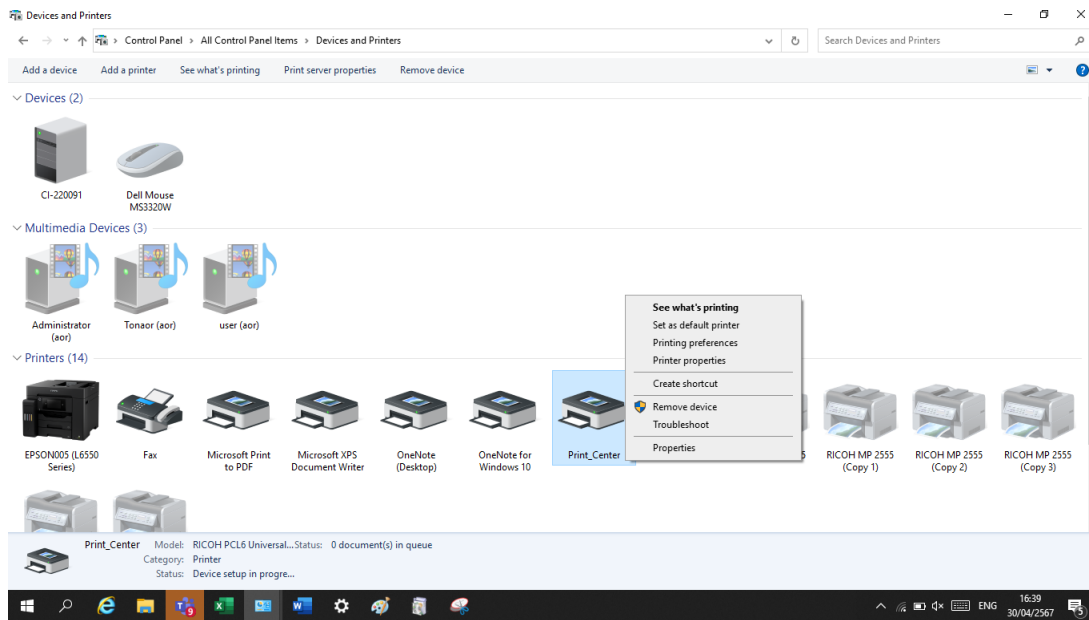 Devices and Printers
Control Panel > All Control Panel Items > Devices and Printers
Search Devices and Printers
Add a device Add a printer See what's printing Print server properties Remove device
Devices (2)
CI-220091
Dell Mouse
MS3320W
Multimedia Devices (3)
Administrator
(aor)
Tonaor (aor)
user (aor)
Printers (14)
See what's printing
Set as default printer
Printing preferences
Printer properties
Create shortcut
Remove device
Troubleshoot
Properties
EPSON005 (L6550
Series)
Fax
Microsoft Print
to PDF
Microsoft XPS
Document Writer
OneNote
(Desktop)
OneNote for
Windows 10
Print_Center
5
RICOH MP 2555
(Copy 1)
RICOH MP 2555
(Copy 2)
RICOH MP 2555
(Copy 3)
Print_Center Model: RICOH PCL6 Universal... Status: 0 document(s) in queue
Category: Printer
Status: Device setup in progre...
9
ENG
16:39
30/04/2567
5